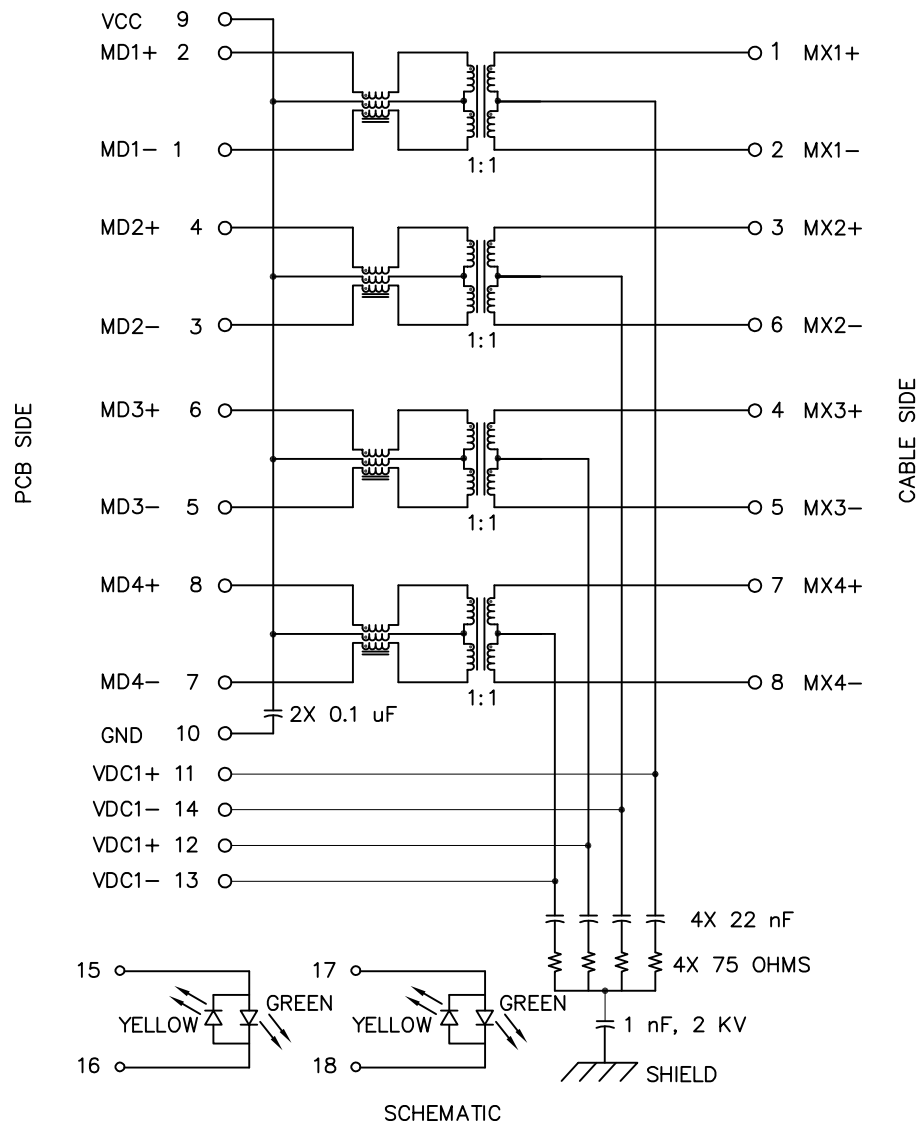 VCC 9
MD1+ 2
1 MX1+
MD1- 1
2 MX1-
1:1
MD2+ 4
3 MX2+
MD2- 3
6 MX2-
1:1
PCB SIDE
CABLE SIDE
MD3+ 6
4 MX3+
MD3- 5
5 MX3-
1:1
MD4+ 8
7 MX4+
MD4- 7
8 MX4-
1:1
2X 0.1 uF
GND 10
VDC1+ 11
VDC1- 14
VDC1+ 12
VDC1- 13
4X 22 nF
4X 75 OHMS
15
17
GREEN
GREEN
YELLOW
YELLOW
1 nF, 2 KV
16
18
SHIELD
SCHEMATIC